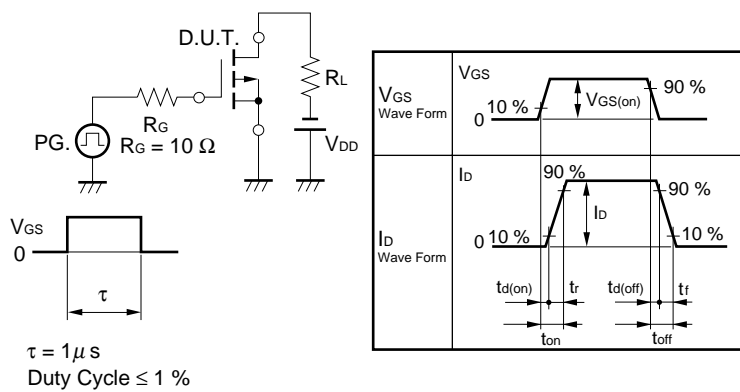 D.U.T.
RL
RG
PG.
RG = 10 Ω
VDD
VGS
0
τ
τ = 1μ s
Duty Cycle ≤ 1 %
VGS
Wave Form
VGS
10 %
0
VGS(on)
90 %
ID
Wave Form
ID
90 %
0
10 %
ID
90 %
10 %
td(on)
tr
td(off)
tf
ton
toff